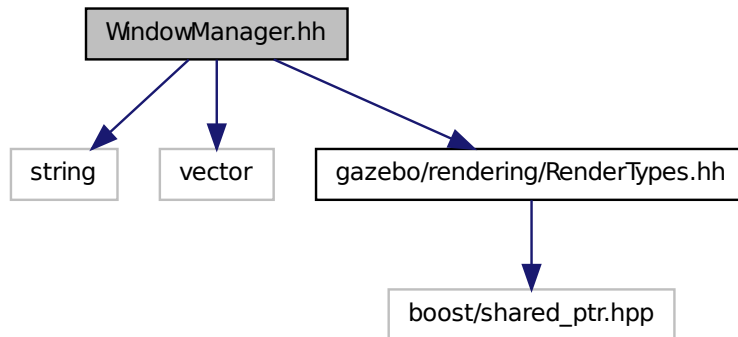 WindowManager.hh
string
vector
gazebo/rendering/RenderTypes.hh
boost/shared_ptr.hpp